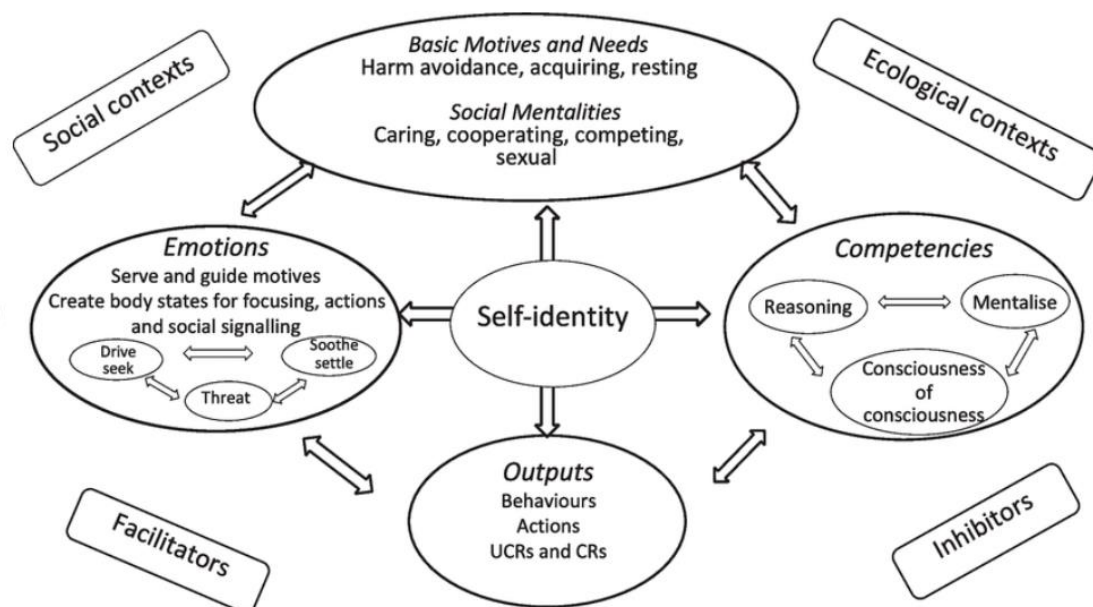 Social contexts
Basic Motives and Needs
Harm avoidance, acquiring, resting
Social Mentalities
Caring, cooperating, competing,
sexual
Ecological contexts
Emotions
Serve and guide motives
Create body states for focusing, actions
and social signalling
Drive
seek
Soothe
settle
Threat
Self-identity
Competencies
Reasoning
Mentalise
Consciousness
of
consciousness
Outputs
Behaviours
Actions
UCRs and CRs
Facilitators
Inhibitors